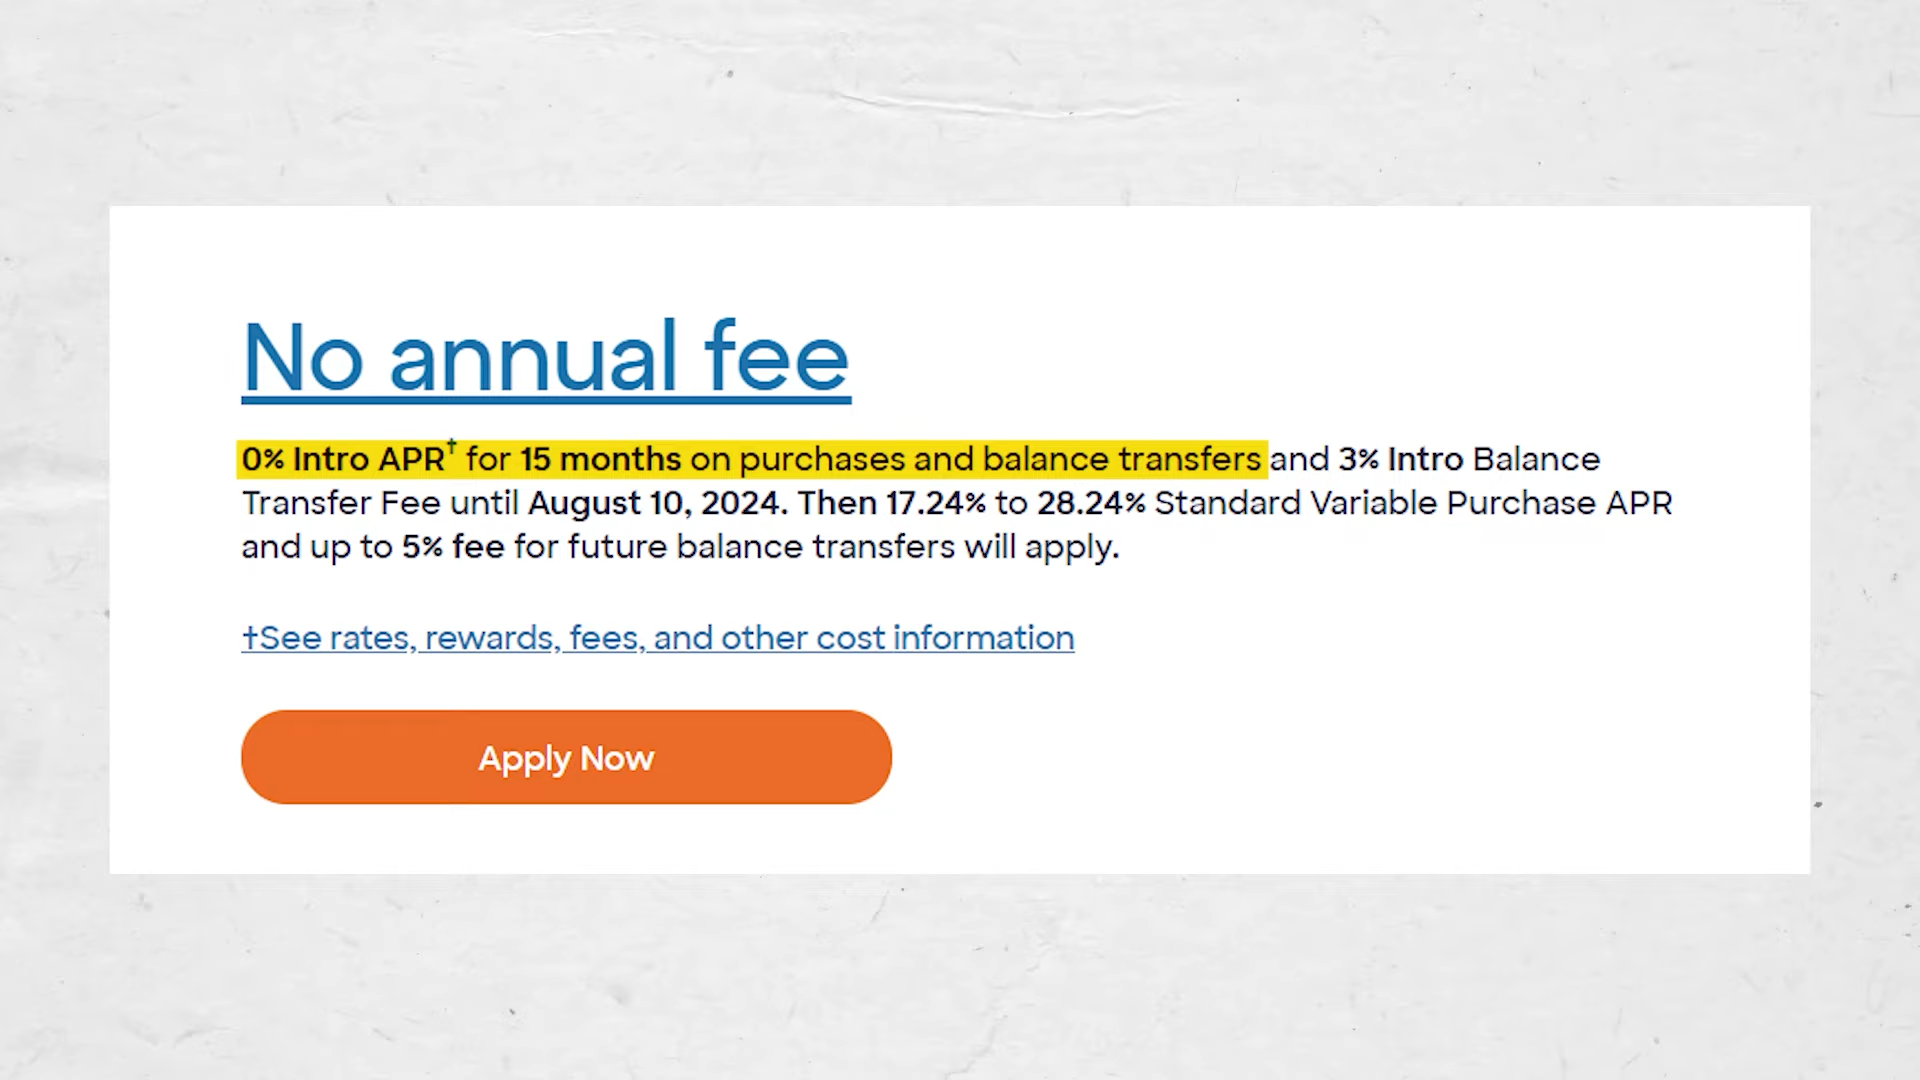 No annual fee
0% Intro APR† for 15 months on purchases and balance transfers and 3% Intro Balance
Transfer Fee until August 10, 2024. Then 17.24% to 28.24% Standard Variable Purchase APR
and up to 5% fee for future balance transfers will apply.
†See rates, rewards, fees, and other cost information
Apply Now